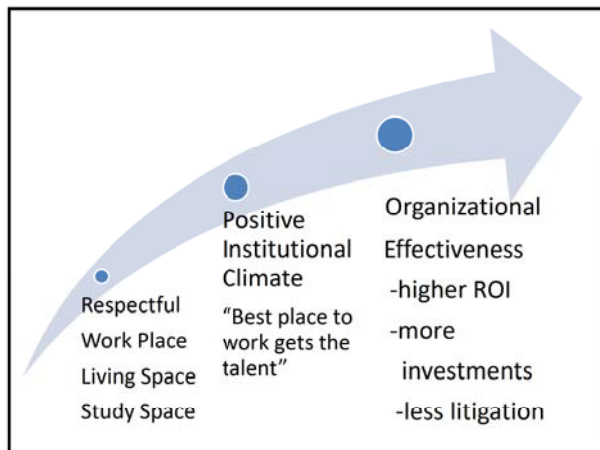 Respectful
Work Place
Living Space
Study Space
Positive
Institutional
Climate
“Best place to
work gets the
talent”
Organizational
Effectiveness
-higher ROI
-more
investments
-less litigation